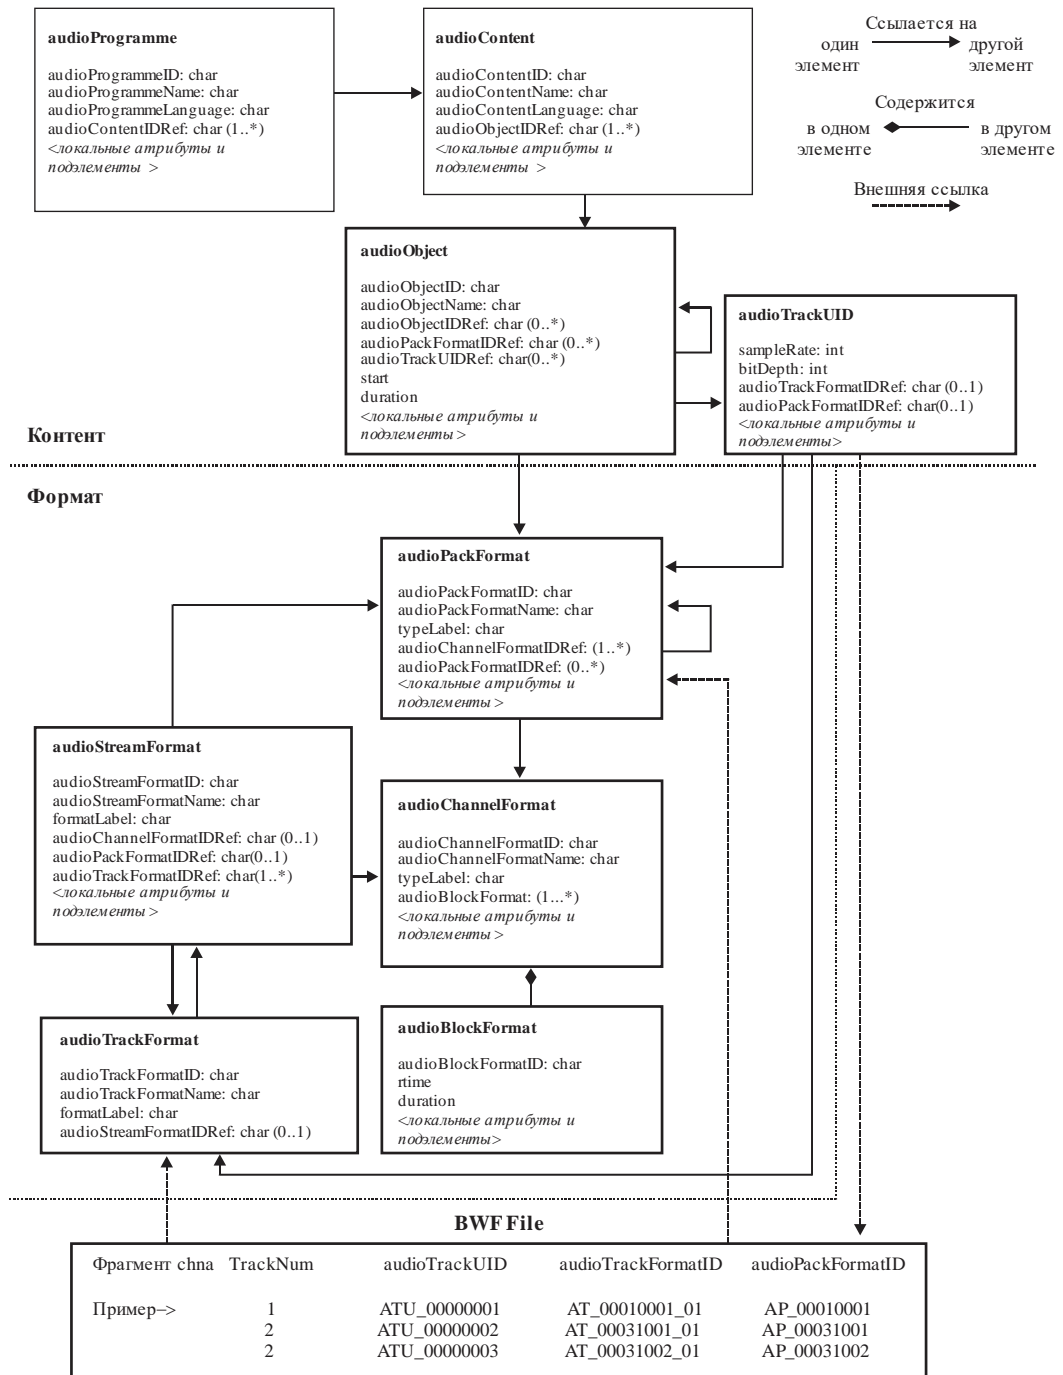 audioProgramme
audioProgrammeID: char
audioProgrammeName: char
audioProgrammeLanguage: char
audioContentIDRef: char (1..*)
<локальные атрибуты и
подэлементы >
audioContent
audioContentID: char
audioContentName: char
audioContentLanguage: char
audioObjectIDRef: char (1..*)
<локальные атрибуты и
подэлементы >
Ссылается на
один
элемент
другой
элемент
Содержится
в одном
элементе
в другом
элементе
Внешняя ссылка
audioObject
audioObjectID: char
audioObjectName: char
audioObjectIDRef: char (0..*)
audioPackFormatIDRef: char (0..*)
audioTrackUIDRef: char(0..*)
start
duration
<локальные атрибуты и
подэлементы >
audioTrackUID
sampleRate: int
bitDepth: int
audioTrackFormatIDRef: char (0..1)
audioPackFormatIDRef: char(0..1)
<локальные атрибуты и
подэлементы>
Контент
Формат
audioPackFormat
audioPackFormatID: char
audioPackFormatName: char
typeLabel: char
audioChannelFormatIDRef: (1..*)
audioPackFormatIDRef: (0..*)
<локальные атрибуты и
подэлементы >
audioStreamFormat
audioStreamFormatID: char
audioStreamFormatName: char
formatLabel: char
audioChannelFormatIDRef: char (0..1)
audioPackFormatIDRef: char(0..1)
audioTrackFormatIDRef: char(1..*)
<локальные атрибуты и
подэлементы >
audioChannelFormat
audioChannelFormatID: char
audioChannelFormatName: char
typeLabel: char
audioBlockFormat: (1...*)
<локальные атрибуты и
подэлементы >
audioTrackFormat
audioTrackFormatID: char
audioTrackFormatName: char
formatLabel: char
audioStreamFormatIDRef: char (0..1)
audioBlockFormat
audioBlockFormatID: char
rtime
duration
<локальные атрибуты и
подэлементы>
BWF File
Фрагмент chna TrackNum audioTrackUID audioTrackFormatID audioPackFormatID
Пример–> 1 ATU_00000001 AT_00010001_01 AP_00010001
2 ATU_00000002 AT_00031001_01 AP_00031001
2 ATU_00000003 AT_00031002_01 AP_00031002